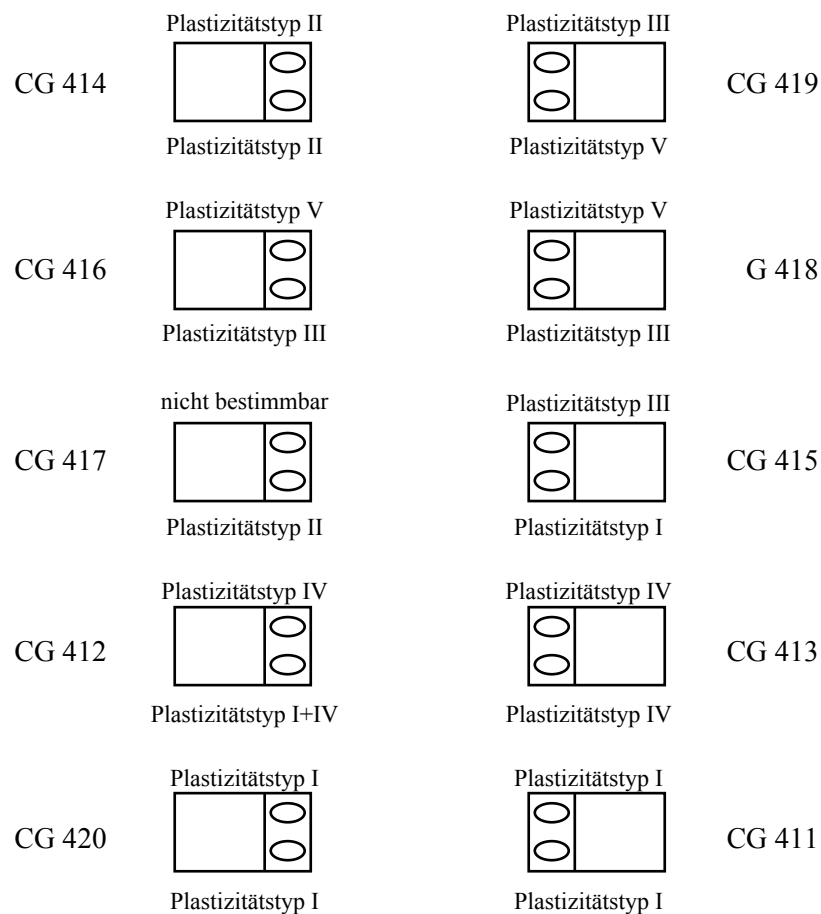 Plastizitätstyp II
CG 414
Plastizitätstyp II
Plastizitätstyp III
CG 419
Plastizitätstyp V
Plastizitätstyp V
CG 416
Plastizitätstyp III
Plastizitätstyp V
G 418
Plastizitätstyp III
nicht bestimmbar
CG 417
Plastizitätstyp II
Plastizitätstyp III
CG 415
Plastizitätstyp I
Plastizitätstyp IV
CG 412
Plastizitätstyp I+IV
Plastizitätstyp IV
CG 413
Plastizitätstyp IV
Plastizitätstyp I
CG 420
Plastizitätstyp I
Plastizitätstyp I
CG 411
Plastizitätstyp I